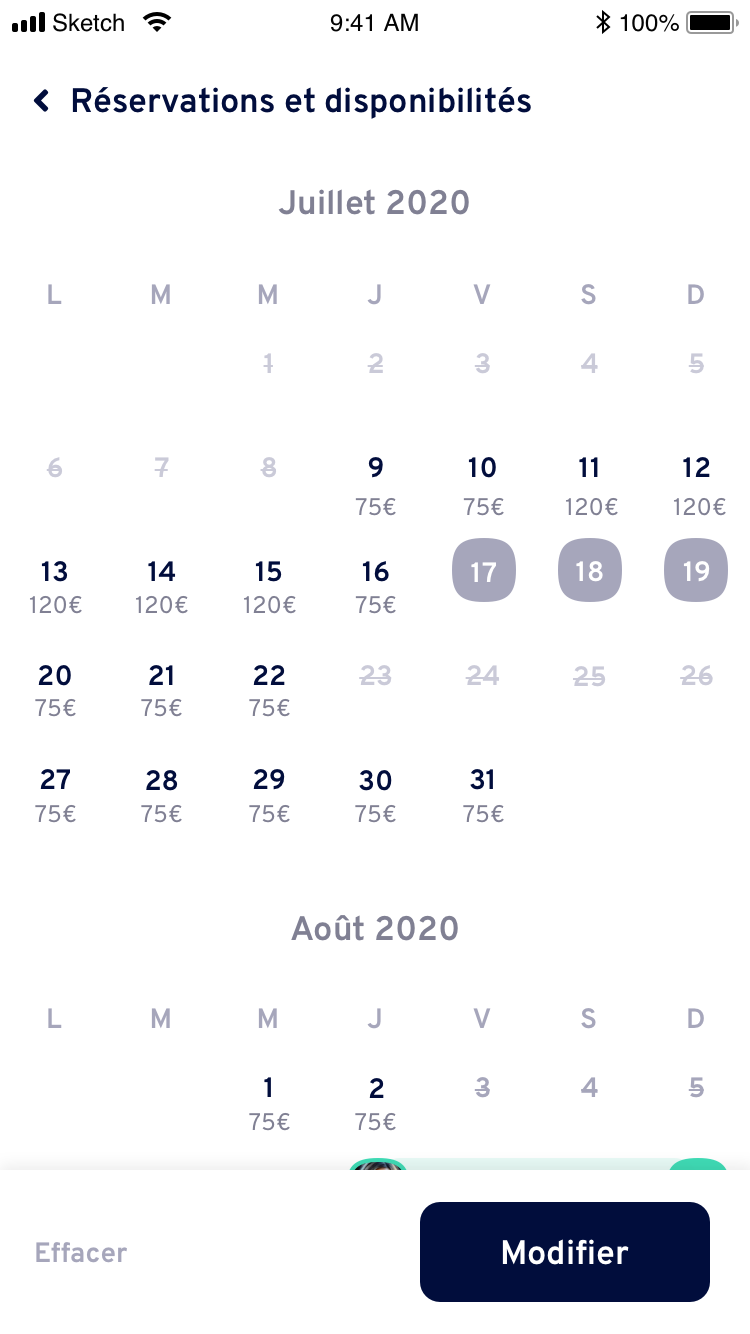 Sketch 9:41 AM 100%
Réservations et disponibilités
Juillet 2020
L M M J V S D
1 2 3 4 5
6 7 8 9 10 11 12
75€ 75€ 120€ 120€
13 14 15 16 17 18 19
120€ 120€ 120€ 75€
20 21 22 23 24 25 26
75€ 75€ 75€
27 28 29 30 31
75€ 75€ 75€ 75€ 75€
Août 2020
L M M J V S D
1 2 3 4 5
75€ 75€
Effacer Modifier